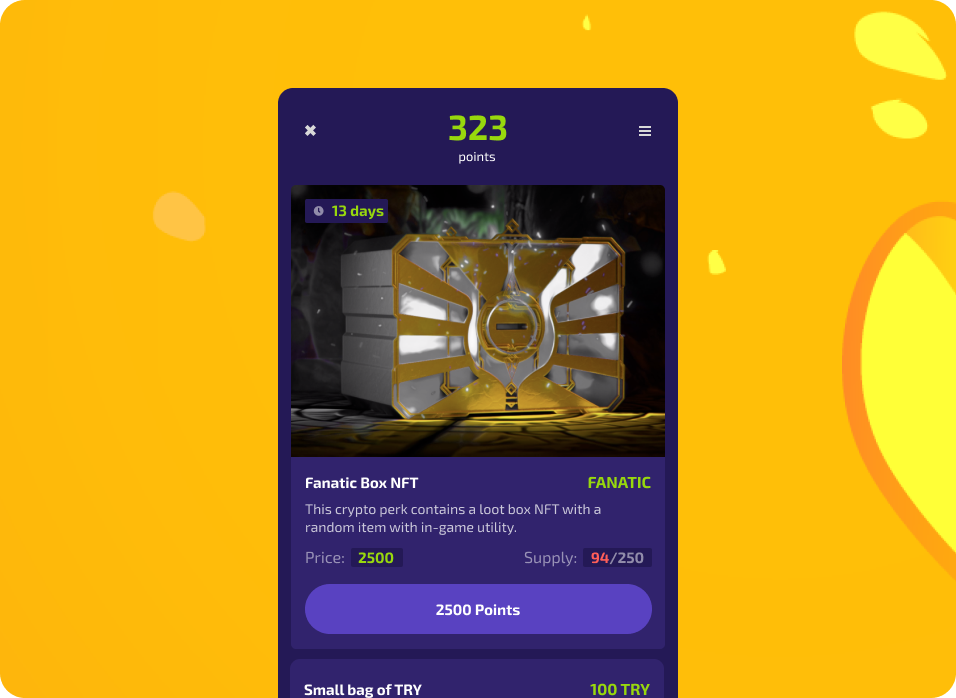 323
points
13 days
Fanatic Box NFT
FANATIC
This crypto perk contains a loot box NFT with a
random item with in-game utility.
Price: 2500
Supply: 94/250
2500 Points
Small bag of TRY
100 TRY